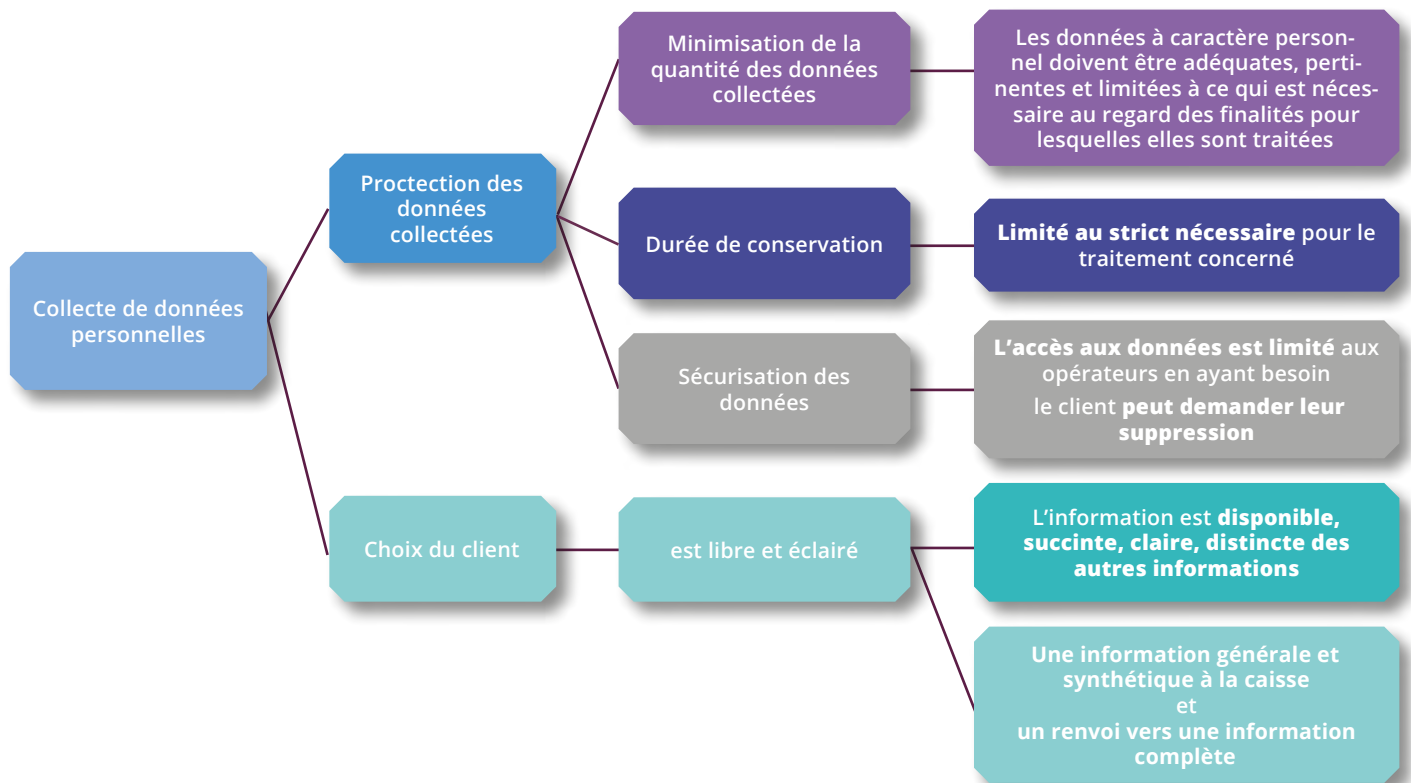 Collecte de données
personnelles
Proctection des
données
collectées
Minimisation de la
quantité des données
collectées
Les données à caractère person-
nel doivent être adéquates, perti-
nentes et limitées à ce qui est néces-
saire au regard des finalités pour
lesquelles elles sont traitées
Durée de conservation
Limité au strict nécessaire pour le
traitement concerné
Sécurisation des
données
L’accès aux données est limité aux
opérateurs en ayant besoin
le client peut demander leur
suppression
Choix du client
est libre et éclairé
L’information est disponible,
succinte, claire, distincte des
autres informations
Une information générale et
synthétique à la caisse
et
un renvoi vers une information
complète